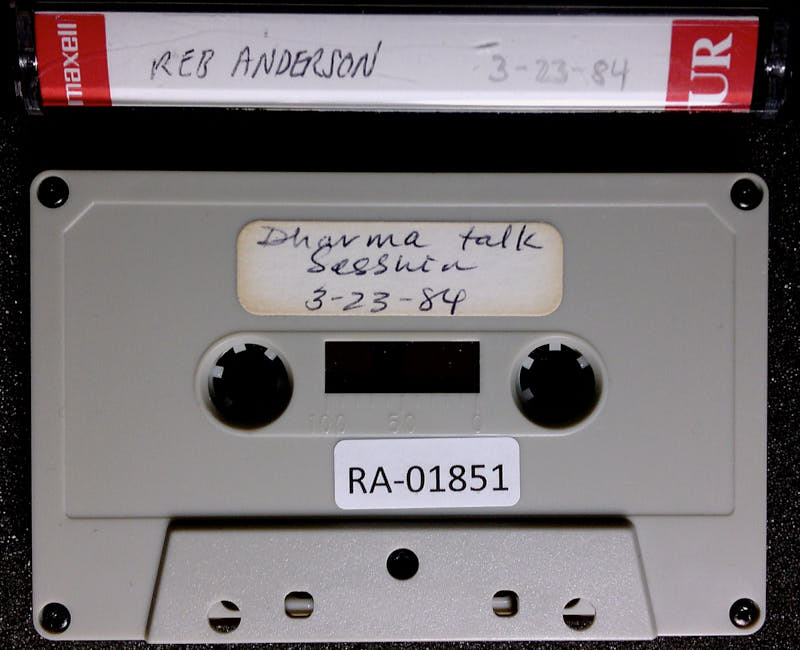 maxell
REB ANDERSON
3-23-84
UR
Dharma talk
Sesshin
3-23-84
100 50 0
RA-01851